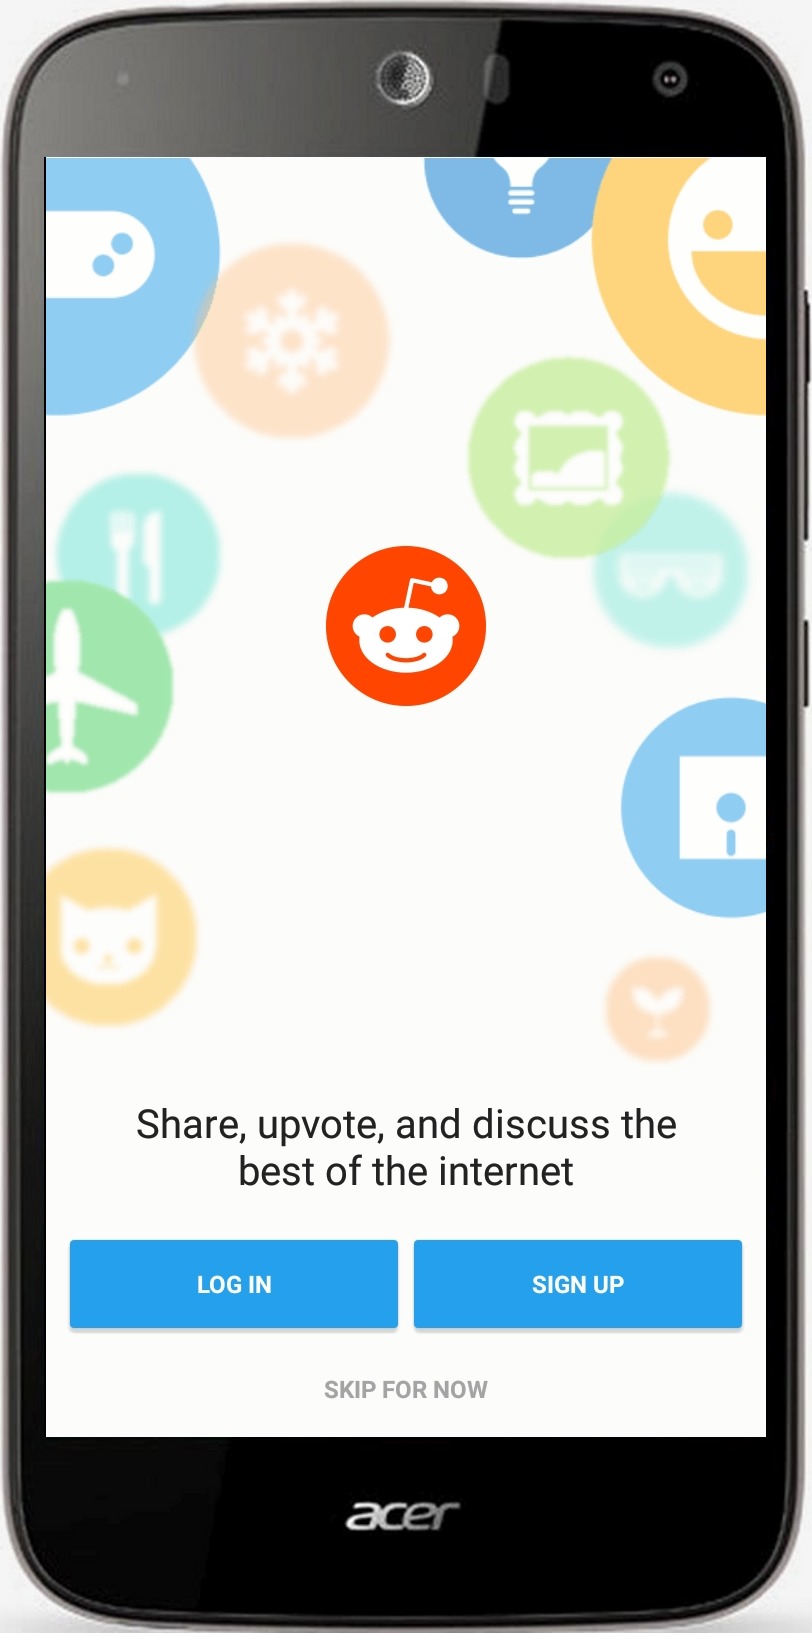 Share, upvote, and discuss the
best of the internet
LOG IN
SIGN UP
SKIP FOR NOW
acer